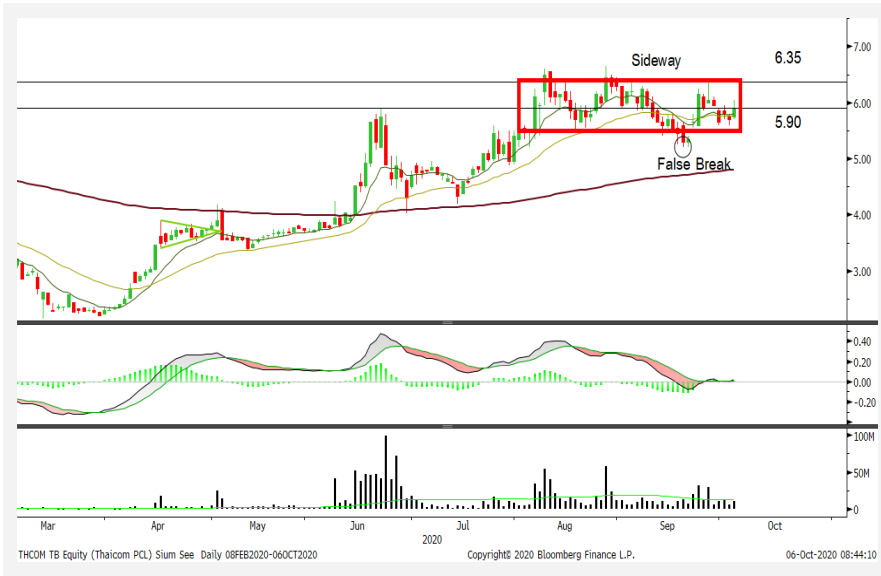 7.00
Sideway
6.35
6.00
5.90
False Break
5.00
4.00
3.00
0.40
0.20
0.00
-0.20
100M
50M
0
Mar Apr May Jun Jul Aug Sep Oct
2020
THCOM TB Equity (Thaicom PCL) Sium See Daily 08FEB2020-06OCT2020 Copyright© 2020 Bloomberg Finance L.P. 06-Oct-2020 08:44:10